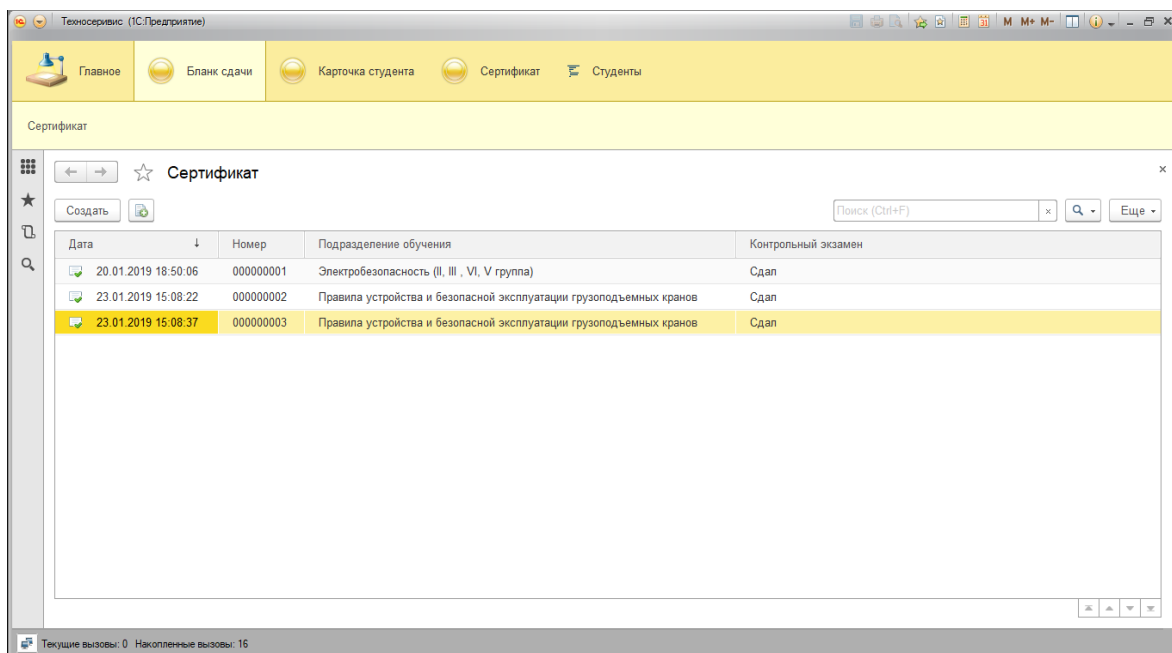 Техносеривис (1С:Предприятие)
M M+ M-
Главное
Бланк сдачи
Карточка студента
Сертификат
Студенты
Сертификат
Сертификат
Создать
Поиск (Ctrl+F)
Еще
Дата Номер Подразделение обучения Контрольный экзамен
20.01.2019 18:50:06 000000001 Электробезопасность (II, III , VI, V группа) Сдал
23.01.2019 15:08:22 000000002 Правила устройства и безопасной эксплуатации грузоподъемных кранов Сдал
23.01.2019 15:08:37 000000003 Правила устройства и безопасной эксплуатации грузоподъемных кранов Сдал
Текущие вызовы: 0 Накопленные вызовы: 16